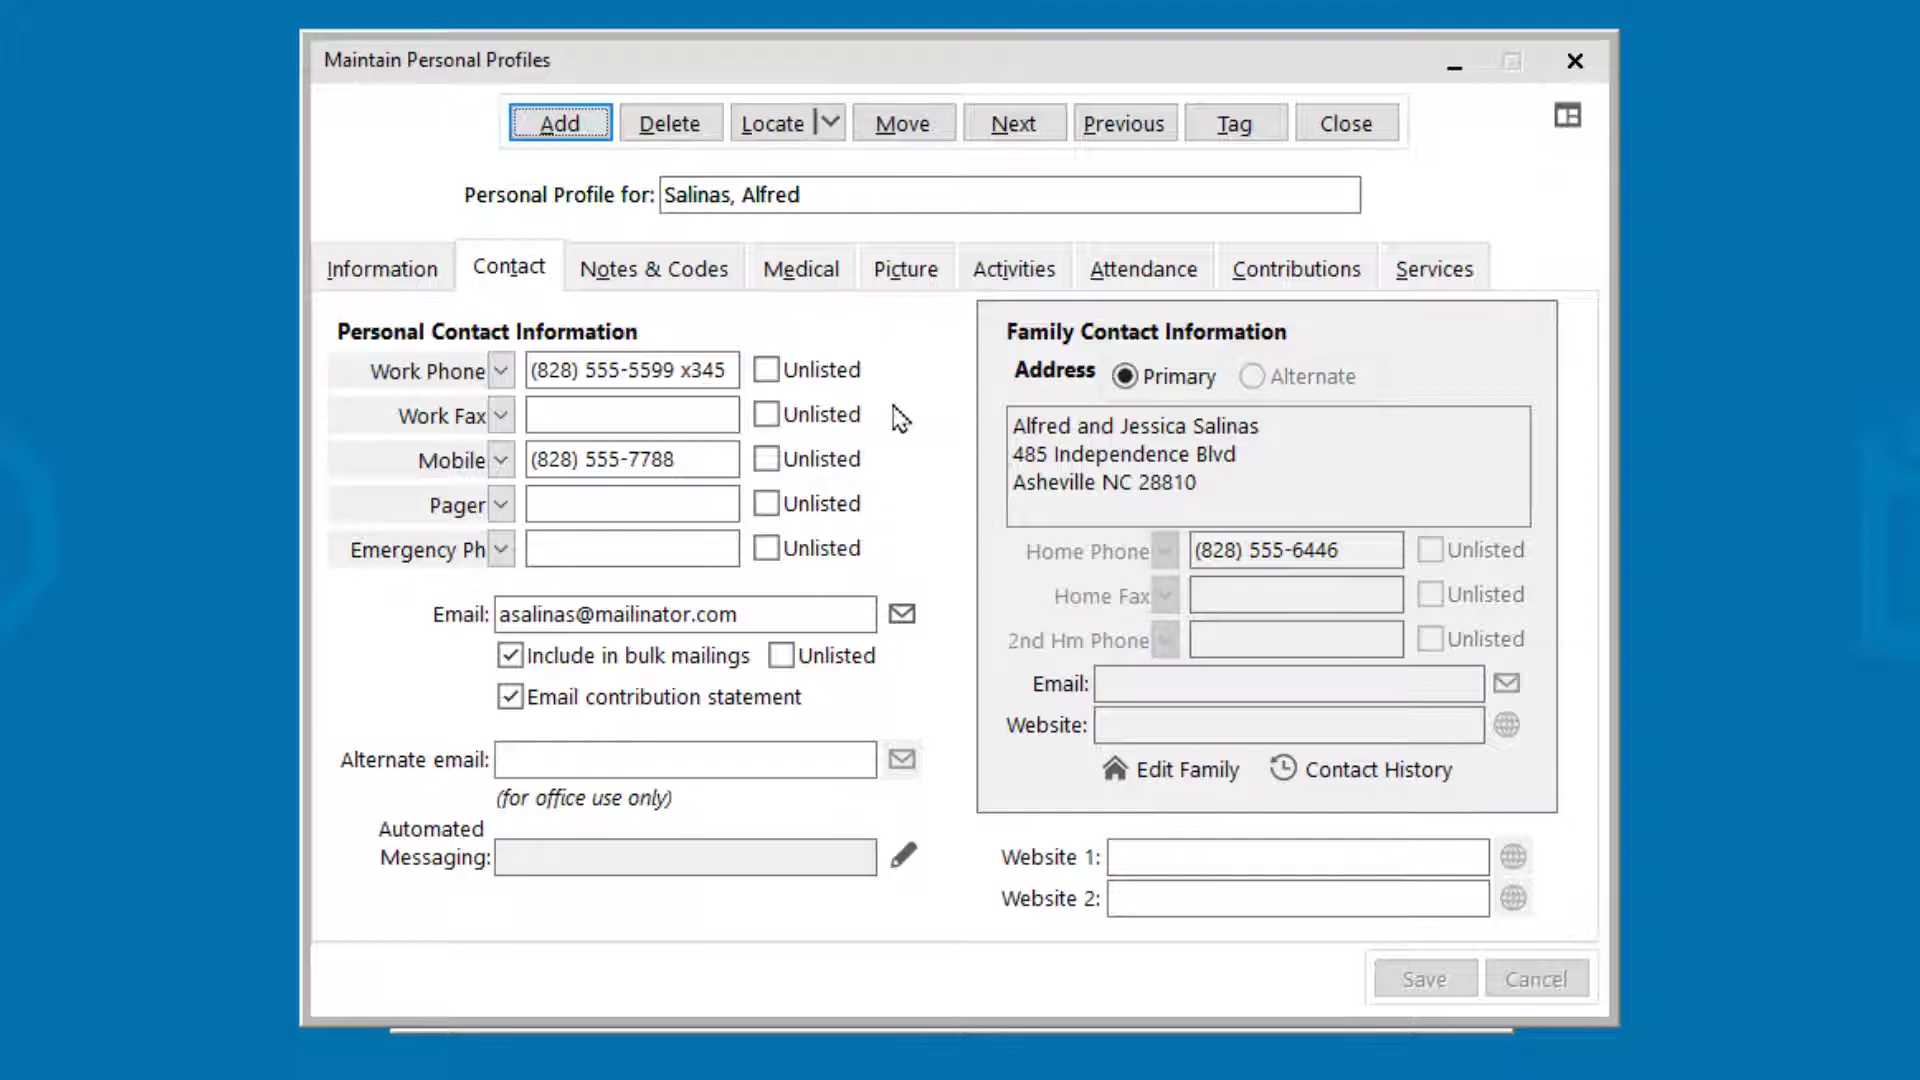 Maintain Personal Profiles
Add Delete Locate Move Next Previous Tag Close
Personal Profile for: Salinas, Alfred
Information Contact Notes & Codes Medical Picture Activities Attendance Contributions Services
Personal Contact Information
Work Phone (828) 555-5599 x345 Unlisted
Work Fax Unlisted
Mobile (828) 555-7788 Unlisted
Pager Unlisted
Emergency Ph Unlisted
Email: asalinas@mailinator.com
Include in bulk mailings Unlisted
Email contribution statement
Alternate email:
(for office use only)
Automated
Messaging:
Family Contact Information
Address Primary Alternate
Alfred and Jessica Salinas
485 Independence Blvd
Asheville NC 28810
Home Phone (828) 555-6446 Unlisted
Home Fax Unlisted
2nd Hm Phone Unlisted
Email:
Website:
Edit Family Contact History
Website 1:
Website 2:
Save Cancel